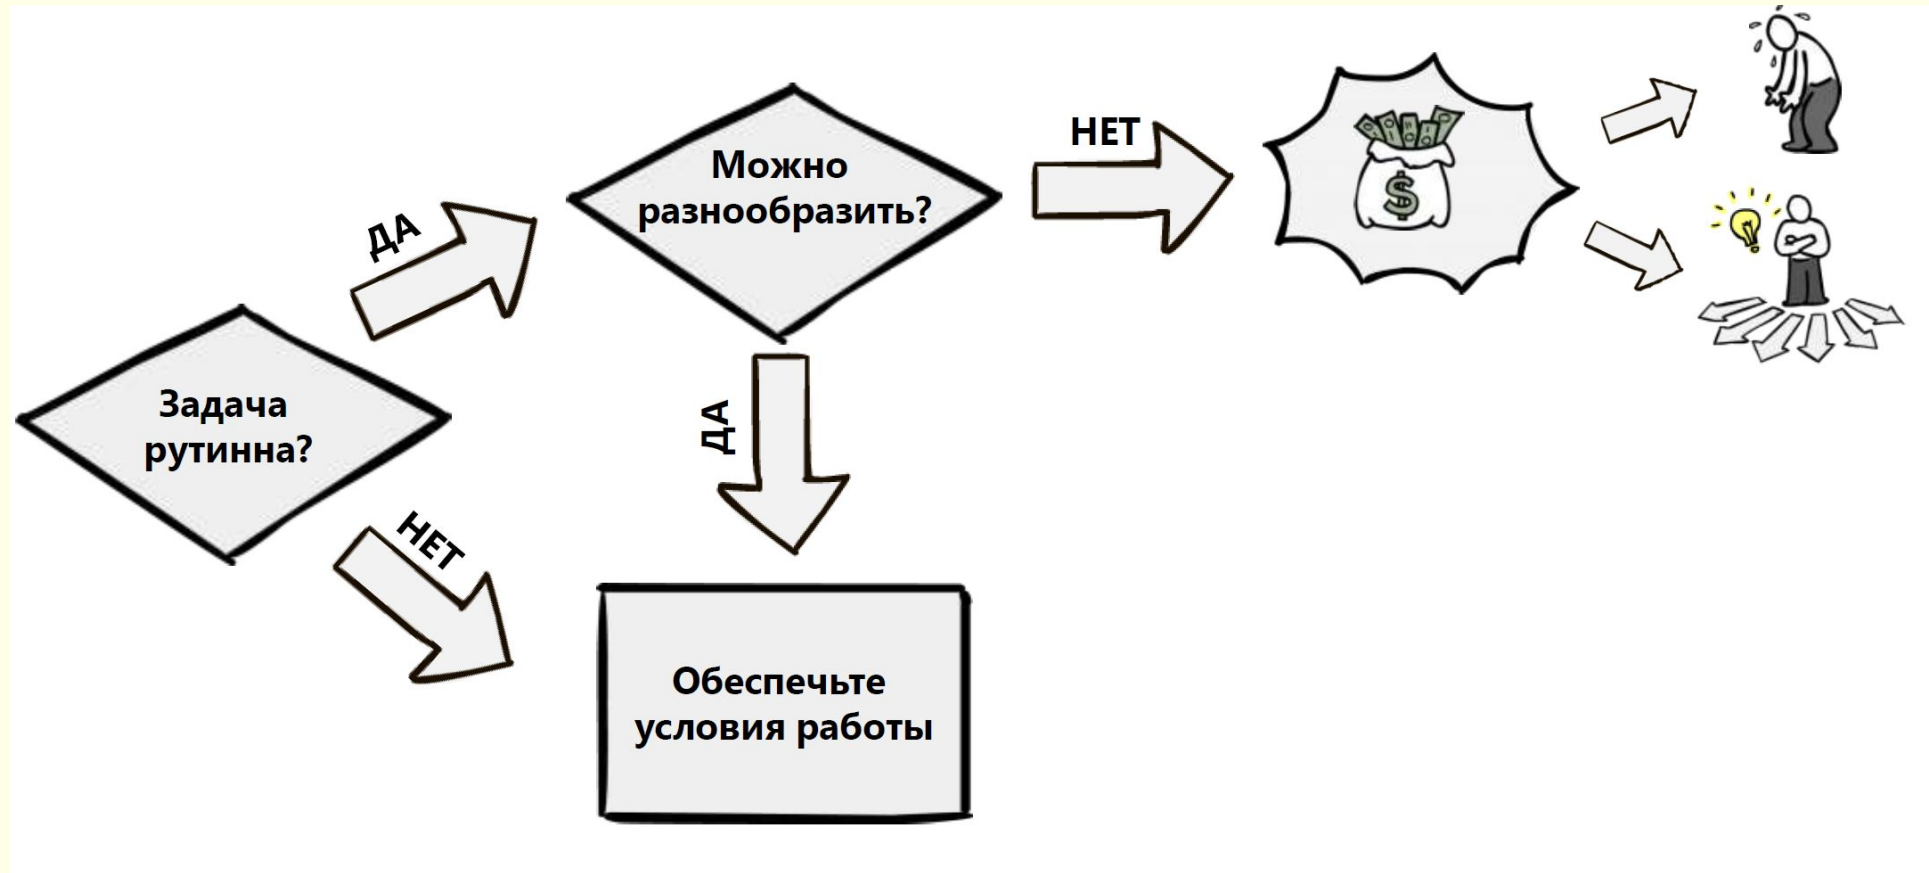 Задача
рутинна?
ДА
НЕТ
Можно
разнообразить?
ДА
НЕТ
$
Обеспечьте
условия работы